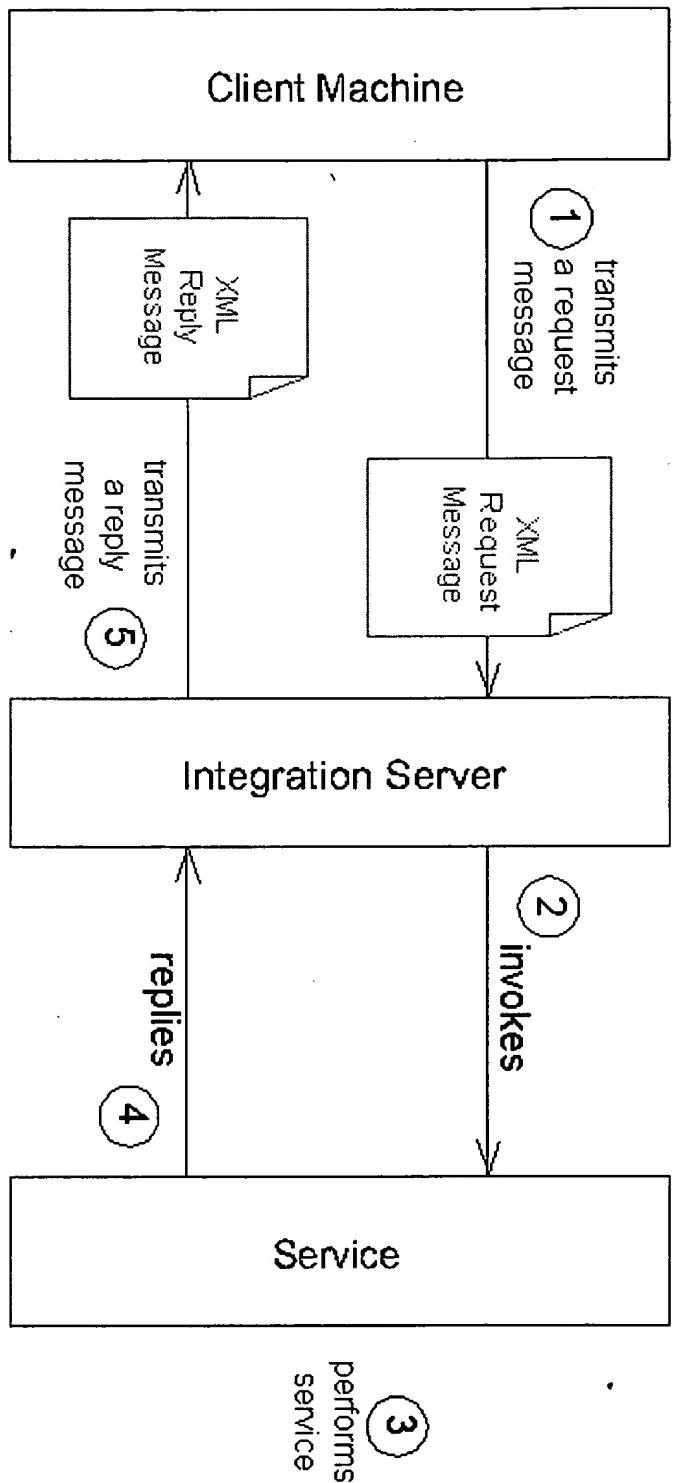 Client Machine
1
transmits
a request
message
XML
Request
Message
Integration Server
2
invokes
Service
3
performs
service
replies
4
transmits
a reply
message
5
XML
Reply
Message